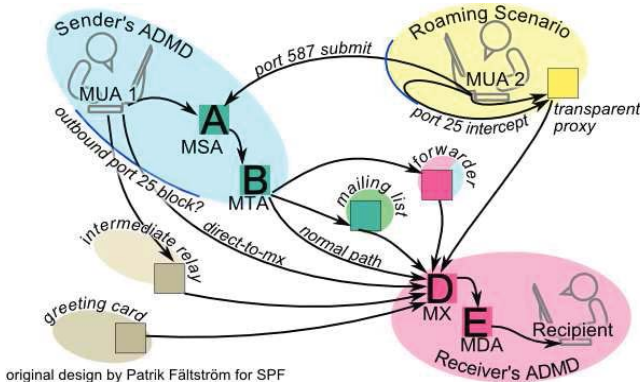 Sender's ADMD
Roaming Scenario
port 587 submit
MUA 1
MUA 2
A
MSA
port 25 intercept
transparent
proxy
outbound port 25 block?
B
MTA
forwarder
mailing list
intermediate relay
direct-to-mx
normal path
D
MX
greeting card
E
MDA
Recipient
Receiver's ADMD
original design by Patrik Fältström for SPF